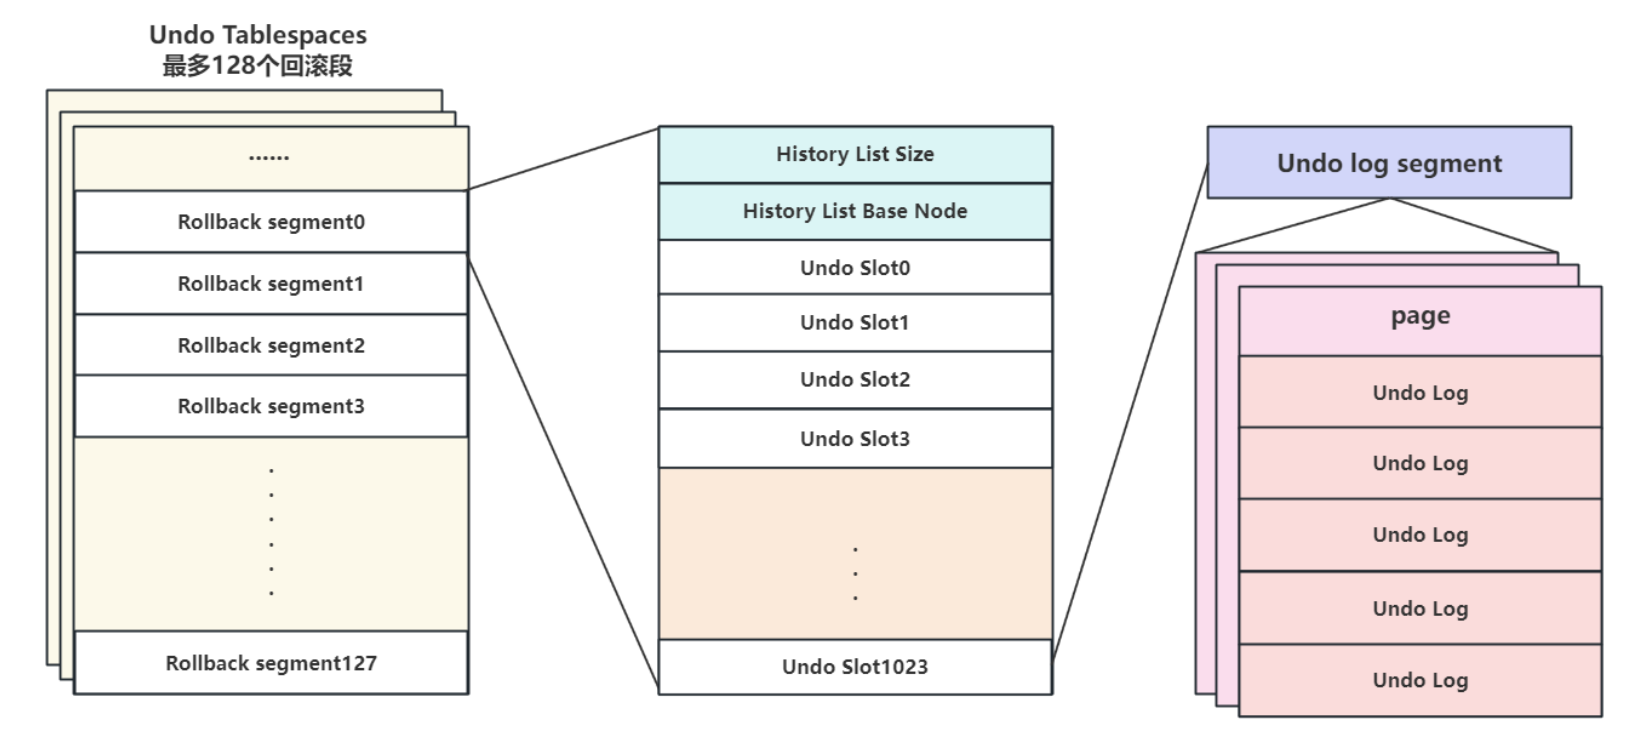 Undo Tablespaces
最多128个回滚段
······
Rollback segment0
Rollback segment1
Rollback segment2
Rollback segment3
Rollback segment127
History List Size
History List Base Node
Undo Slot0
Undo Slot1
Undo Slot2
Undo Slot3
Undo Slot1023
Undo log segment
page
Undo Log
Undo Log
Undo Log
Undo Log
Undo Log